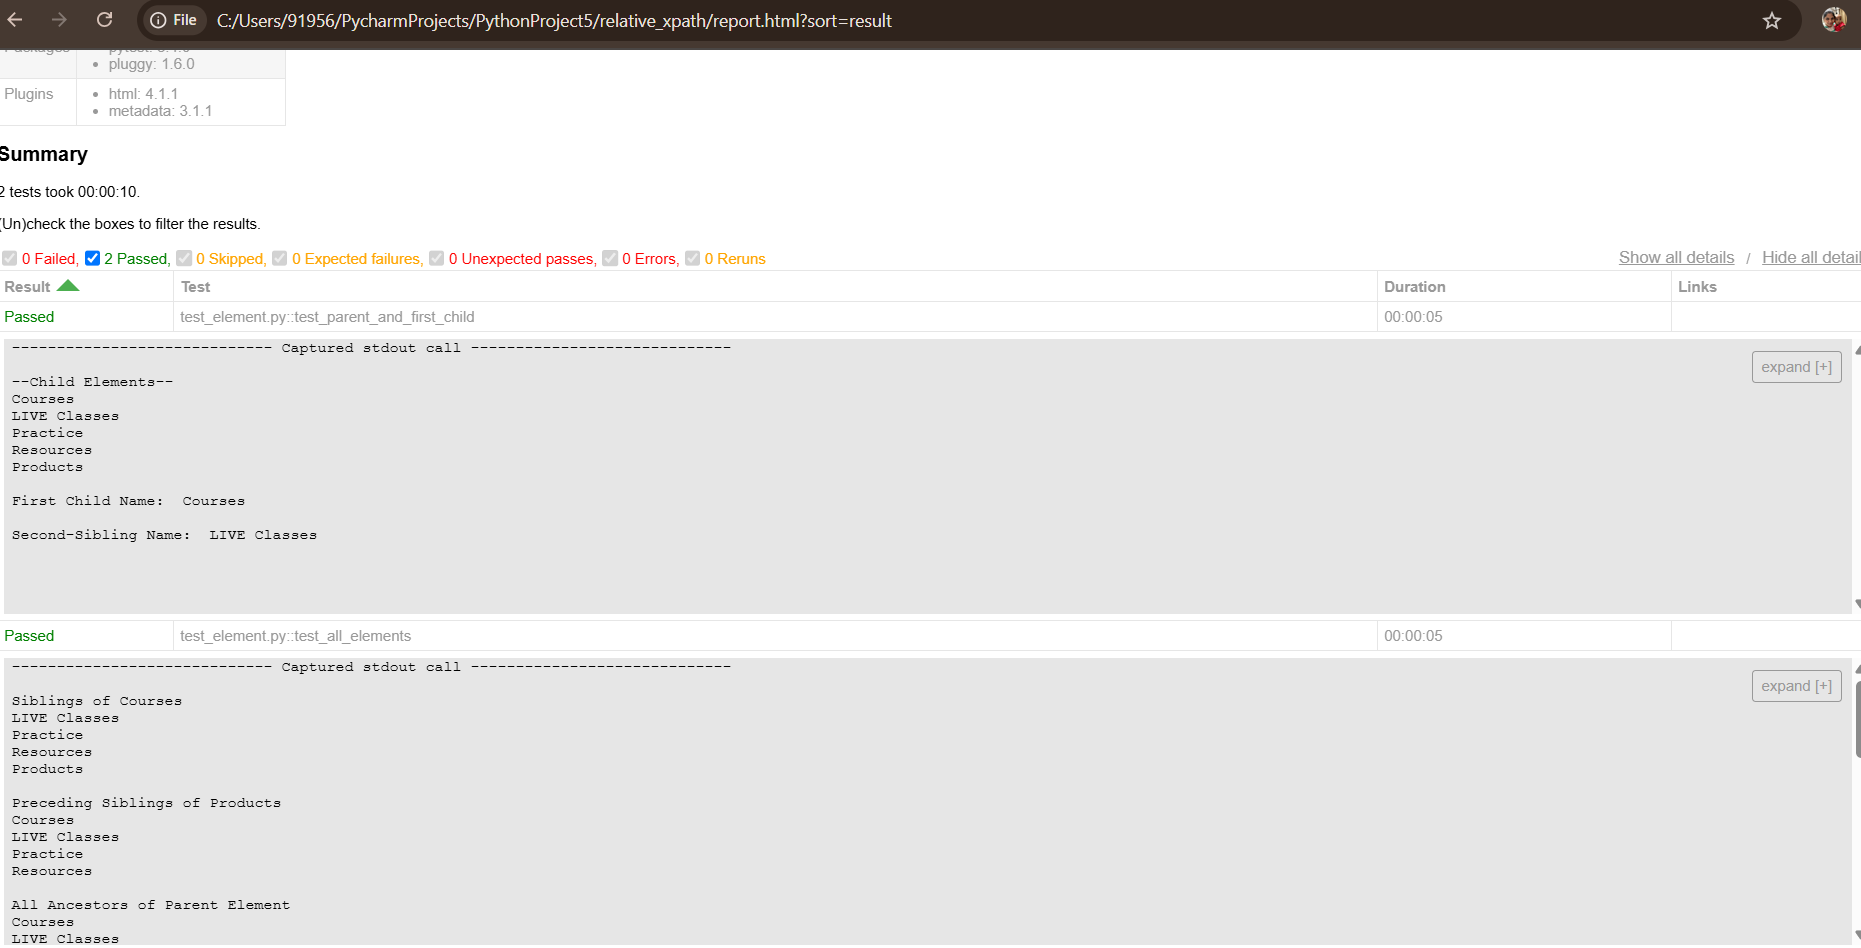 File C:/Users/91956/PycharmProjects/PythonProject5/relative_xpath/report.html?sort=result
pluggy: 1.6.0
Plugins
html: 4.1.1
metadata: 3.1.1
Summary
2 tests took 00:00:10.
(Un)check the boxes to filter the results.
0 Failed, 2 Passed, 0 Skipped, 0 Expected failures, 0 Unexpected passes, 0 Errors, 0 Reruns Show all details / Hide all detail
Result Test Duration Links
Passed test_element.py::test_parent_and_first_child 00:00:05
----------------------------- Captured stdout call -----------------------------
expand [+]
--Child Elements--
Courses
LIVE Classes
Practice
Resources
Products
First Child Name:  Courses
Second-Sibling Name:  LIVE Classes
Passed test_element.py::test_all_elements 00:00:05
----------------------------- Captured stdout call -----------------------------
expand [+]
Siblings of Courses
LIVE Classes
Practice
Resources
Products
Preceding Siblings of Products
Courses
LIVE Classes
Practice
Resources
All Ancestors of Parent Element
Courses
LIVE Classes